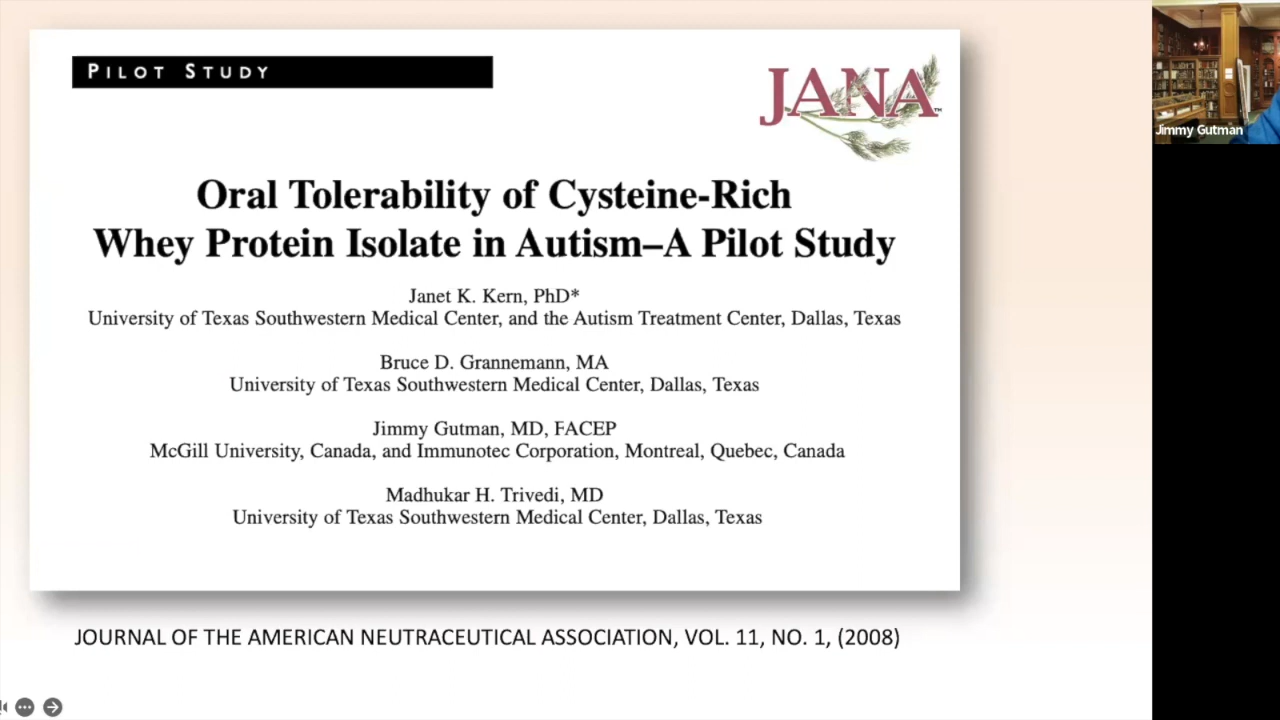 PILOT STUDY
JANA™
Oral Tolerability of Cysteine-Rich
Whey Protein Isolate in Autism–A Pilot Study
Janet K. Kern, PhD*
University of Texas Southwestern Medical Center, and the Autism Treatment Center, Dallas, Texas
Bruce D. Grannemann, MA
University of Texas Southwestern Medical Center, Dallas, Texas
Jimmy Gutman, MD, FACEP
McGill University, Canada, and Immunotec Corporation, Montreal, Quebec, Canada
Madhukar H. Trivedi, MD
University of Texas Southwestern Medical Center, Dallas, Texas
JOURNAL OF THE AMERICAN NEUTRACEUTICAL ASSOCIATION, VOL. 11, NO. 1, (2008)
Jimmy Gutman